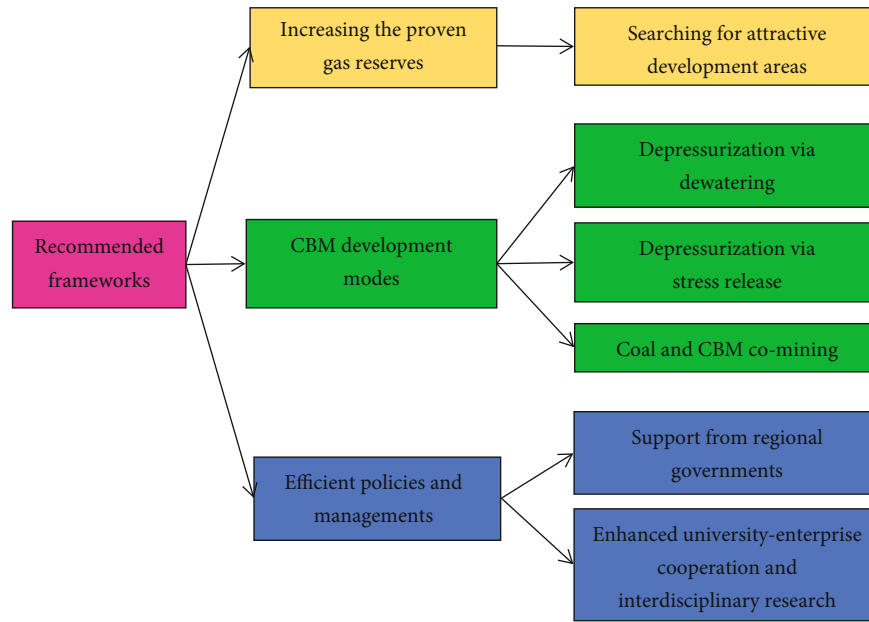 Increasing the proven
gas reserves
Searching for attractive
development areas
Recommended
frameworks
CBM development
modes
Depressurization via
dewatering
Depressurization via
stress release
Coal and CBM co-mining
Efficient policies and
managements
Support from regional
governments
Enhanced university-enterprise
cooperation and
interdisciplinary research